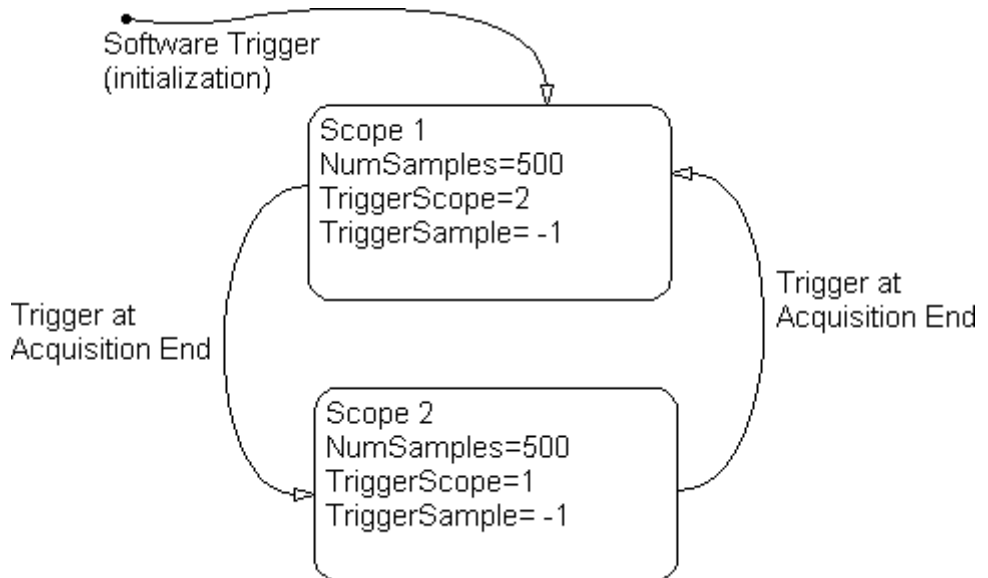 Software Trigger
(initialization)
Scope 1
NumSamples=500
TriggerScope=2
TriggerSample= -1
Trigger at
Acquisition End
Trigger at
Acquisition End
Scope 2
NumSamples=500
TriggerScope=1
TriggerSample= -1